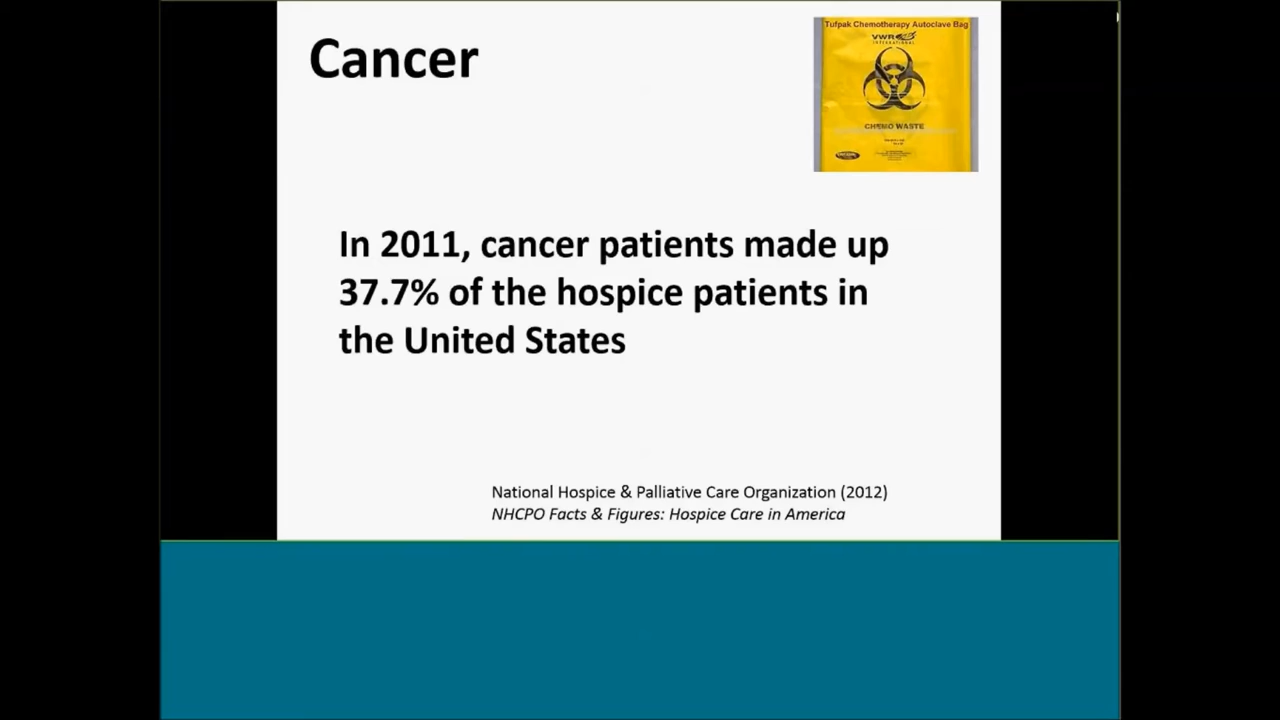 Cancer
Tufpak Chemotherapy Autoclave Bag
VWR
INTERNATIONAL
CHEMO WASTE
In 2011, cancer patients made up
37.7% of the hospice patients in
the United States
National Hospice & Palliative Care Organization (2012)
NHCPO Facts & Figures: Hospice Care in America